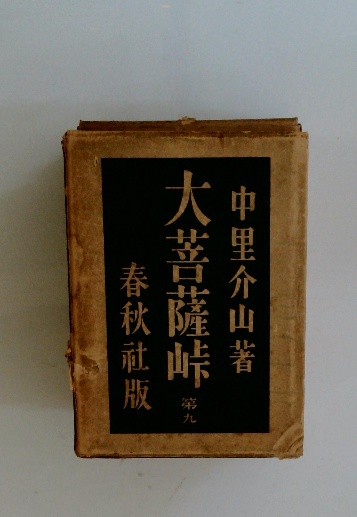 中里介山著
大菩薩峠 第九
春秋社版